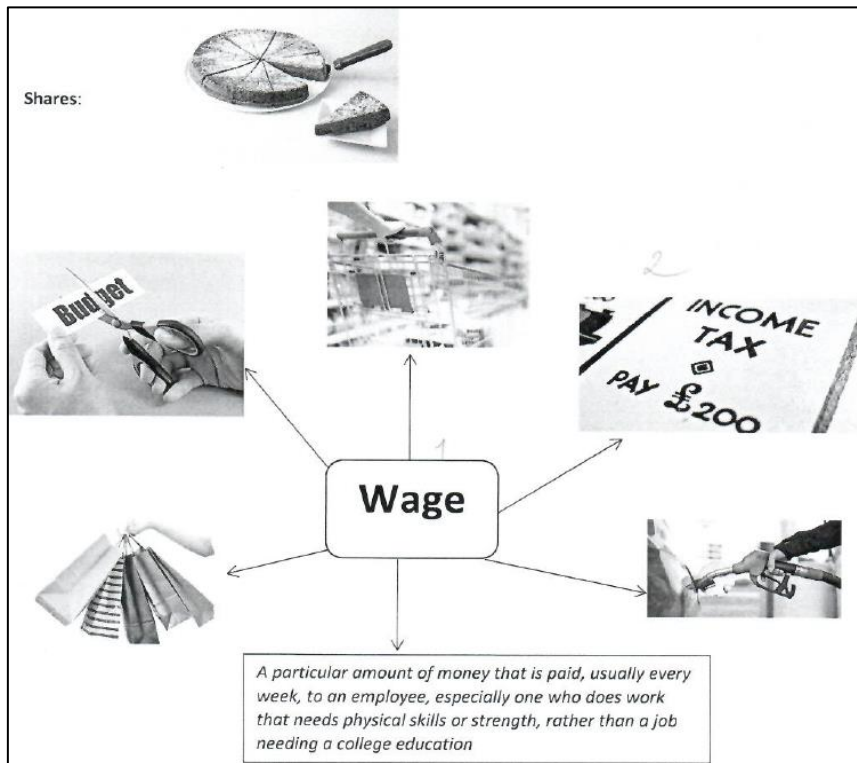 Shares:
2
Budget
INCOME
TAX
PAY £200
1
Wage
A particular amount of money that is paid, usually every
week, to an employee, especially one who does work
that needs physical skills or strength, rather than a job
needing a college education